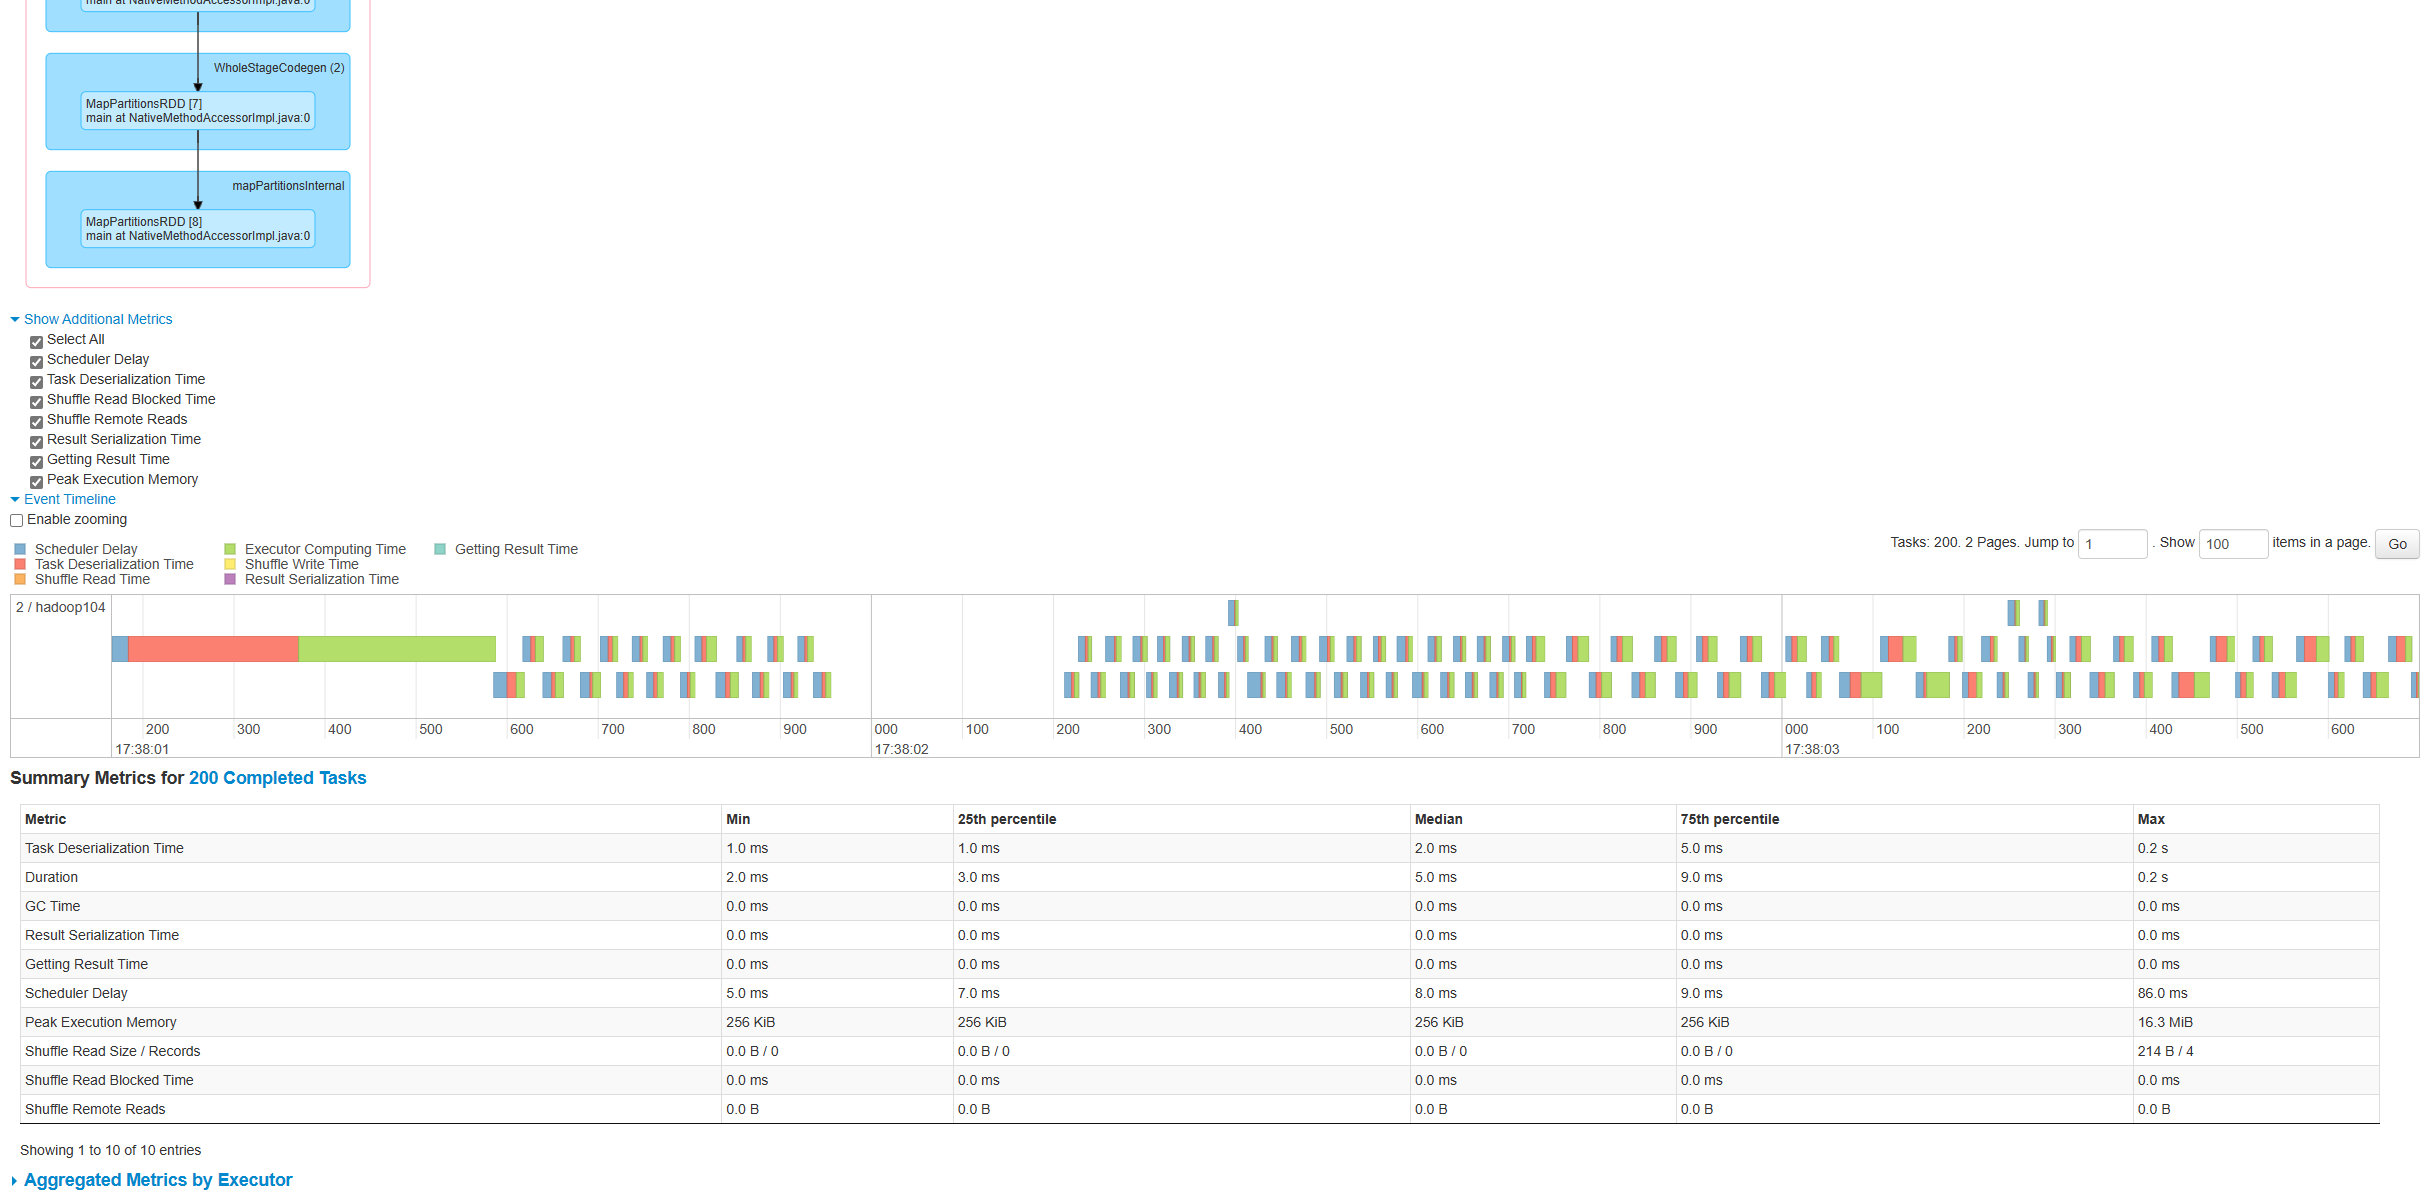 main at NativeMethodAccessorImpl.java:0
WholeStageCodegen (2)
MapPartitionsRDD [7]
main at NativeMethodAccessorImpl.java:0
mapPartitionsInternal
MapPartitionsRDD [8]
main at NativeMethodAccessorImpl.java:0
Show Additional Metrics
Select All
Scheduler Delay
Task Deserialization Time
Shuffle Read Blocked Time
Shuffle Remote Reads
Result Serialization Time
Getting Result Time
Peak Execution Memory
Event Timeline
Enable zooming
Tasks: 200. 2 Pages. Jump to 1 . Show 100 items in a page. Go
Scheduler Delay Executor Computing Time Getting Result Time
Task Deserialization Time Shuffle Write Time
Shuffle Read Time Result Serialization Time
2 / hadoop104
200 300 400 500 600 700 800 900 000 100 200 300 400 500 600 700 800 900 000 100 200 300 400 500 600
17:38:01 17:38:02 17:38:03
Summary Metrics for 200 Completed Tasks
Metric Min 25th percentile Median 75th percentile Max
Task Deserialization Time 1.0 ms 1.0 ms 2.0 ms 5.0 ms 0.2 s
Duration 2.0 ms 3.0 ms 5.0 ms 9.0 ms 0.2 s
GC Time 0.0 ms 0.0 ms 0.0 ms 0.0 ms 0.0 ms
Result Serialization Time 0.0 ms 0.0 ms 0.0 ms 0.0 ms 0.0 ms
Getting Result Time 0.0 ms 0.0 ms 0.0 ms 0.0 ms 0.0 ms
Scheduler Delay 5.0 ms 7.0 ms 8.0 ms 9.0 ms 86.0 ms
Peak Execution Memory 256 KiB 256 KiB 256 KiB 256 KiB 16.3 MiB
Shuffle Read Size / Records 0.0 B / 0 0.0 B / 0 0.0 B / 0 0.0 B / 0 214 B / 4
Shuffle Read Blocked Time 0.0 ms 0.0 ms 0.0 ms 0.0 ms 0.0 ms
Shuffle Remote Reads 0.0 B 0.0 B 0.0 B 0.0 B 0.0 B
Showing 1 to 10 of 10 entries
Aggregated Metrics by Executor